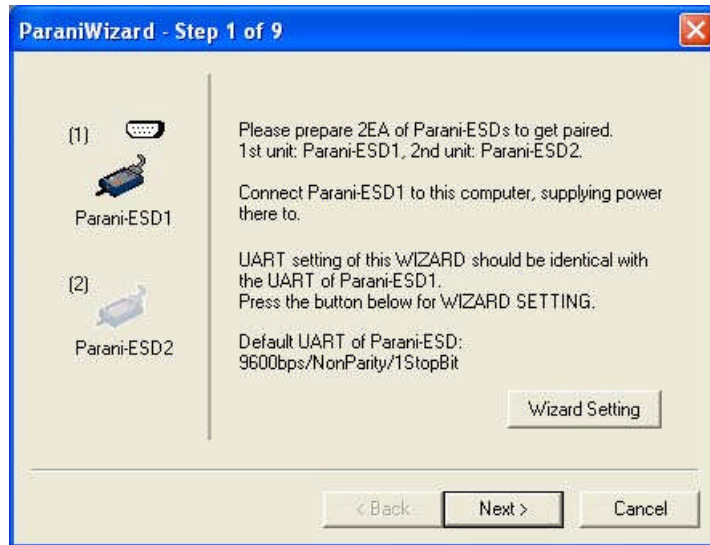 ParaniWizard - Step 1 of 9
(1)
Parani-ESD1
(2)
Parani-ESD2
Please prepare 2EA of Parani-ESDs to get paired.
1st unit: Parani-ESD1, 2nd unit: Parani-ESD2.
Connect Parani-ESD1 to this computer, supplying power
there to.
UART setting of this WIZARD should be identical with
the UART of Parani-ESD1.
Press the button below for WIZARD SETTING.
Default UART of Parani-ESD:
9600bps/NonParity/1StopBit
Wizard Setting
< Back
Next >
Cancel